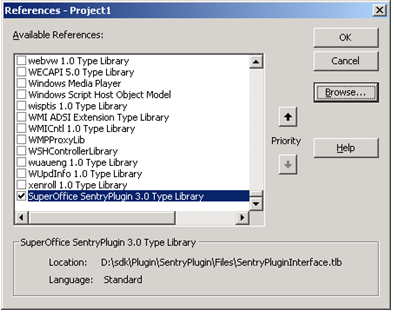 References - Project1
Available References:
OK
webvw 1.0 Type Library
WECAPI 5.0 Type Library
Cancel
Windows Media Player
Windows Script Host Object Model
Browse...
wisptis 1.0 Type Library
WMI ADSI Extension Type Library
WMICntl 1.0 Type Library
WMPProxyLib
Priority
WSHControllerLibrary
Help
wuaueng 1.0 Type Library
WUpdInfo 1.0 Type Library
xenroll 1.0 Type Library
SuperOffice SentryPlugin 3.0 Type Library
SuperOffice SentryPlugin 3.0 Type Library
Location: D:\sdk\Plugin\SentryPlugin\Files\SentryPluginInterface.tlb
Language: Standard